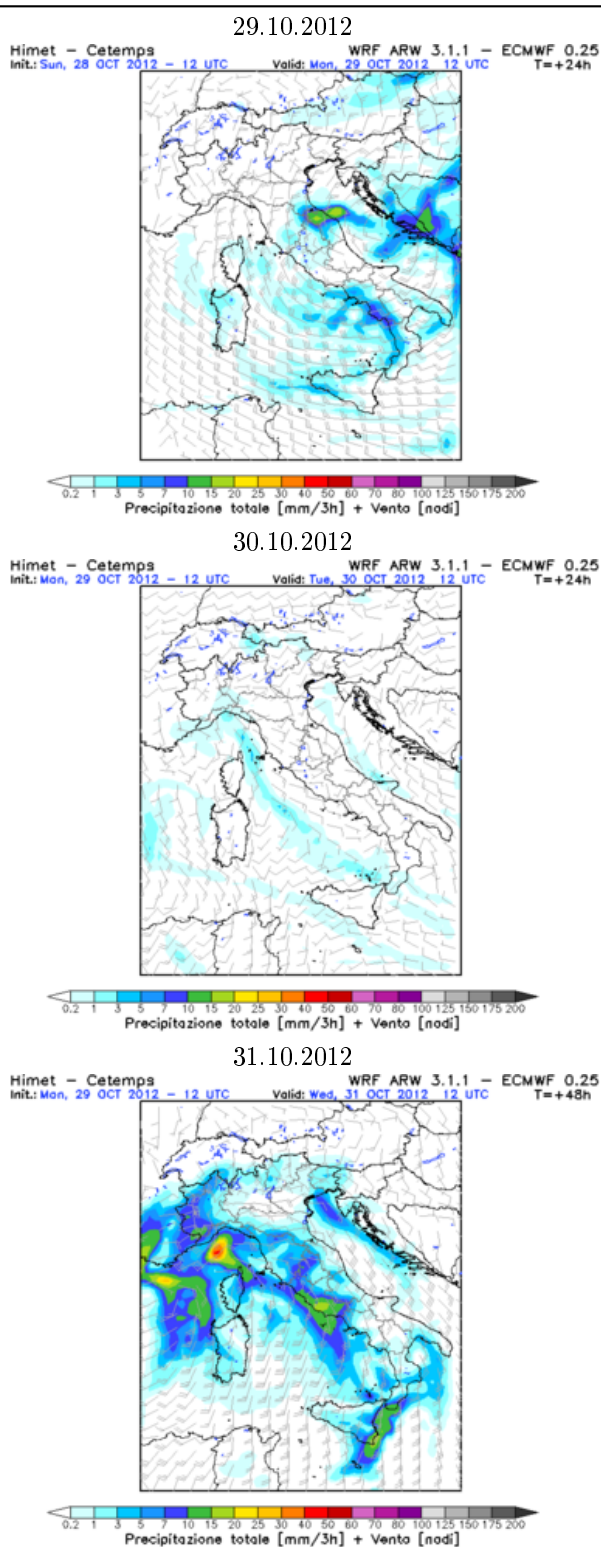 29.10.2012
Himet - Cetemps WRF ARW 3.1.1 - ECMWF 0.25
Init.: Sun, 28 OCT 2012 - 12 UTC Valid: Mon, 29 OCT 2012 12 UTC T=+24h
0.2 1 3 5 7 10 15 20 25 30 40 50 60 70 80 100 125 150 175 200
Precipitazione totale [mm/3h] + Vento [nodi]
30.10.2012
Himet - Cetemps WRF ARW 3.1.1 - ECMWF 0.25
Init.: Mon, 29 OCT 2012 - 12 UTC Valid: Tue, 30 OCT 2012 12 UTC T=+24h
0.2 1 3 5 7 10 15 20 25 30 40 50 60 70 80 100 125 150 175 200
Precipitazione totale [mm/3h] + Vento [nodi]
31.10.2012
Himet - Cetemps WRF ARW 3.1.1 - ECMWF 0.25
Init.: Mon, 29 OCT 2012 - 12 UTC Valid: Wed, 31 OCT 2012 12 UTC T=+48h
0.2 1 3 5 7 10 15 20 25 30 40 50 60 70 80 100 125 150 175 200
Precipitazione totale [mm/3h] + Vento [nodi]